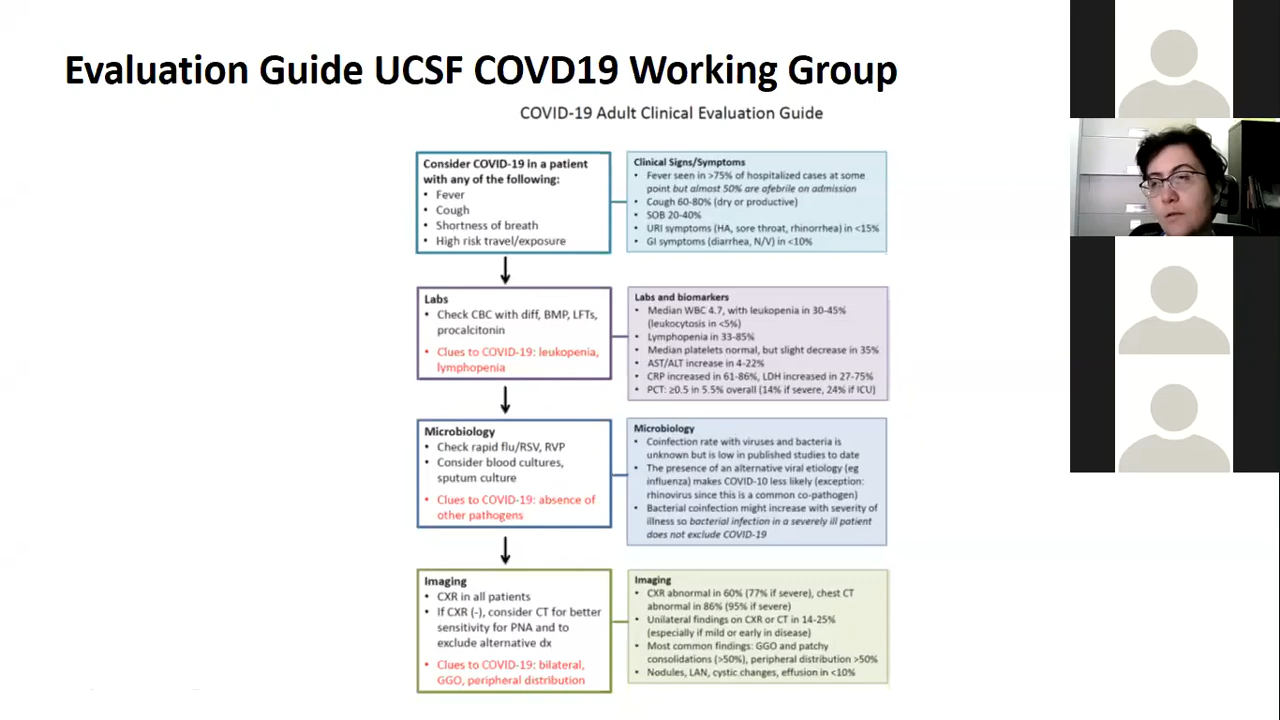 Evaluation Guide UCSF COVD19 Working Group
COVID-19 Adult Clinical Evaluation Guide
Consider COVID-19 in a patient
with any of the following:
• Fever
• Cough
• Shortness of breath
• High risk travel/exposure
Clinical Signs/Symptoms
• Fever seen in >75% of hospitalized cases at some
point but almost 50% are afebrile on admission
• Cough 60-80% (dry or productive)
• SOB 20-40%
• URI symptoms (HA, sore throat, rhinorrhea) in <15%
• GI symptoms (diarrhea, N/V) in <10%
Labs
• Check CBC with diff, BMP, LFTs,
procalcitonin
• Clues to COVID-19: leukopenia,
lymphopenia
Labs and biomarkers
• Median WBC 4.7, with leukopenia in 30-45%
(leukocytosis in <5%)
• Lymphopenia in 33-85%
• Median platelets normal, but slight decrease in 35%
• AST/ALT increase in 4-22%
• CRP increased in 61-86%, LDH increased in 27-75%
• PCT: ≥0.5 in 5.5% overall (14% if severe, 24% if ICU)
Microbiology
• Check rapid flu/RSV, RVP
• Consider blood cultures,
sputum culture
• Clues to COVID-19: absence of
other pathogens
Microbiology
• Coinfection rate with viruses and bacteria is
unknown but is low in published studies to date
• The presence of an alternative viral etiology (eg
influenza) makes COVID-10 less likely (exception:
rhinovirus since this is a common co-pathogen)
• Bacterial coinfection might increase with severity of
illness so bacterial infection in a severely ill patient
does not exclude COVID-19
Imaging
• CXR in all patients
• If CXR (-), consider CT for better
sensitivity for PNA and to
exclude alternative dx
• Clues to COVID-19: bilateral,
GGO, peripheral distribution
Imaging
• CXR abnormal in 60% (77% if severe), chest CT
abnormal in 86% (95% if severe)
• Unilateral findings on CXR or CT in 14-25%
(especially if mild or early in disease)
• Most common findings: GGO and patchy
consolidations (>50%), peripheral distribution >50%
• Nodules, LAN, cystic changes, effusion in <10%